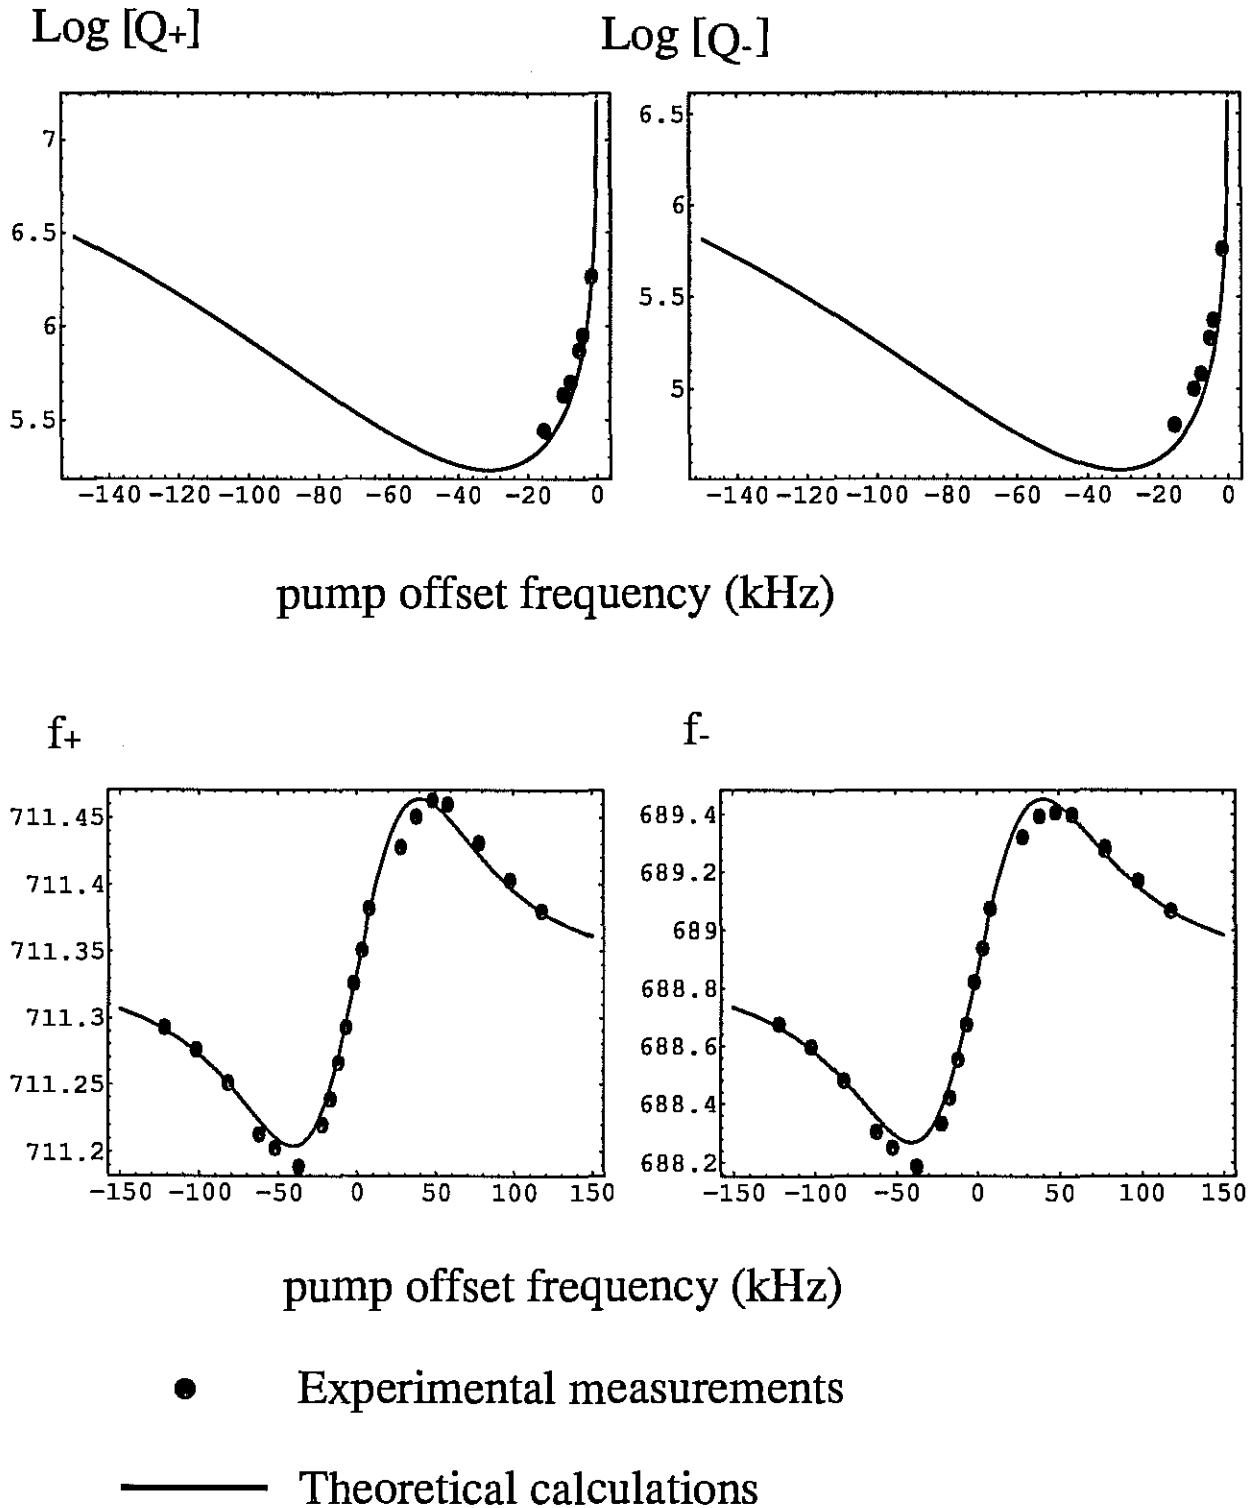 Log [Q+]
Log [Q-]
7
6.5
6
5.5
-140 -120 -100 -80 -60 -40 -20 0
6.5
6
5.5
5
-140 -120 -100 -80 -60 -40 -20 0
pump offset frequency (kHz)
f+
f-
711.45
711.4
711.35
711.3
711.25
711.2
-150 -100 -50 0 50 100 150
689.4
689.2
689
688.8
688.6
688.4
688.2
-150 -100 -50 0 50 100 150
pump offset frequency (kHz)
Experimental measurements
Theoretical calculations